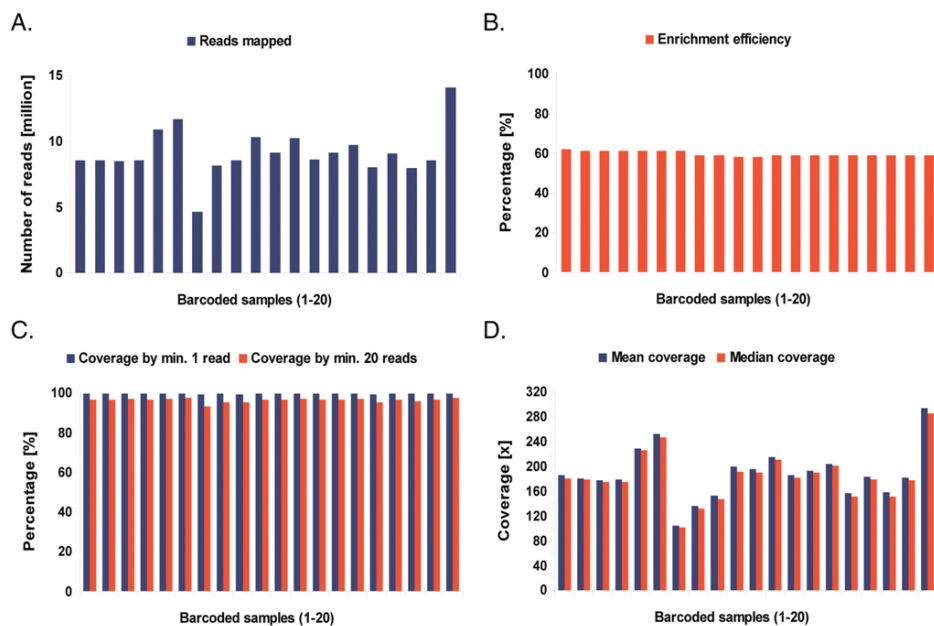 A.
Reads mapped
Number of reads [million]
15
10
5
0
Barcoded samples (1-20)
B.
Enrichment efficiency
Percentage [%]
100
80
60
40
20
0
Barcoded samples (1-20)
C.
Coverage by min. 1 read Coverage by min. 20 reads
Percentage [%]
100
80
60
40
20
0
Barcoded samples (1-20)
D.
Mean coverage Median coverage
Coverage [x]
320
280
240
200
160
120
80
40
0
Barcoded samples (1-20)